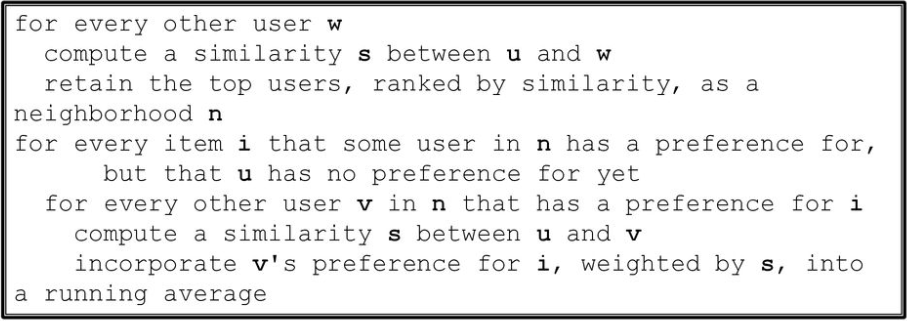 for every other user w
compute a similarity s between u and w
retain the top users, ranked by similarity, as a
neighborhood n
for every item i that some user in n has a preference for,
but that u has no preference for yet
for every other user v in n that has a preference for i
compute a similarity s between u and v
incorporate v's preference for i, weighted by s, into
a running average